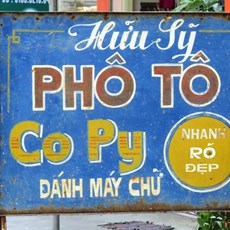 Hữu Sỹ
PHÔ TÔ
Co Py
NHANH
RÕ
ĐẸP
ĐÁNH MÁY CHỮ